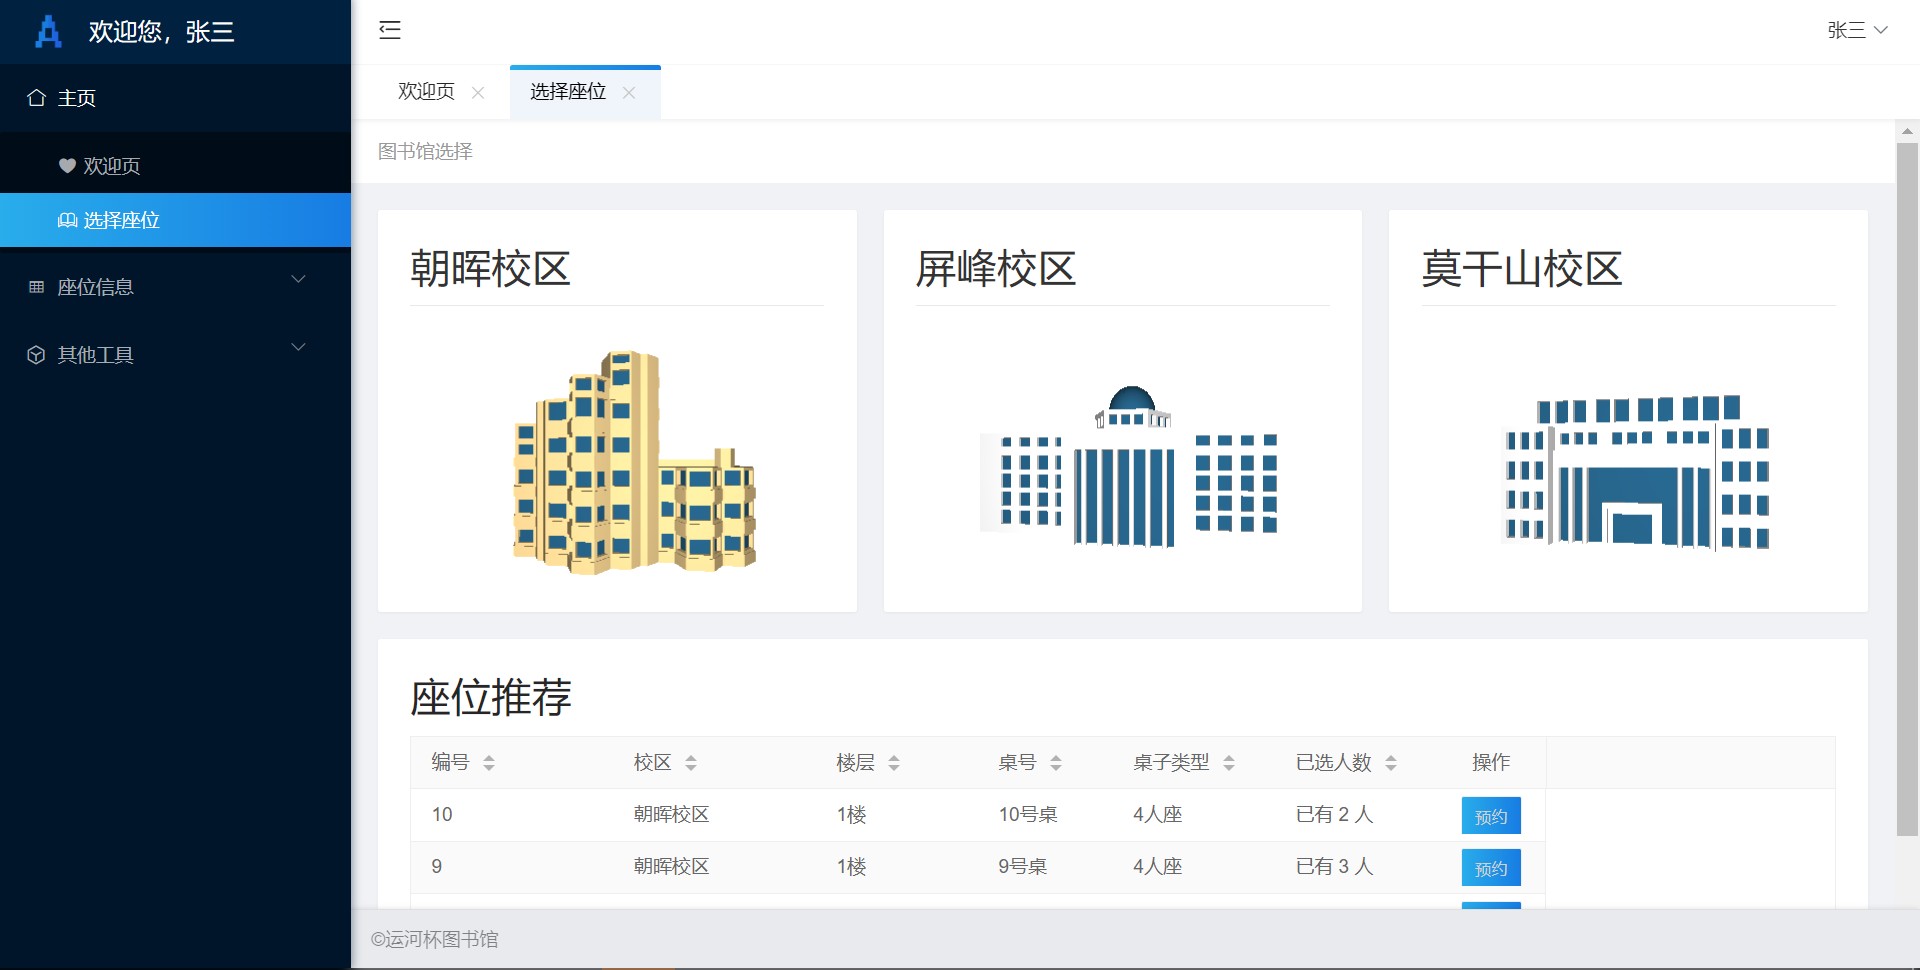 欢迎您，张三
张三
主页
欢迎页
选择座位
座位信息
其他工具
欢迎页
选择座位
图书馆选择
朝晖校区
屏峰校区
莫干山校区
座位推荐
编号 校区 楼层 桌号 桌子类型 已选人数 操作
10 朝晖校区 1楼 10号桌 4人座 已有 2 人 预约
9 朝晖校区 1楼 9号桌 4人座 已有 3 人 预约
©运河杯图书馆